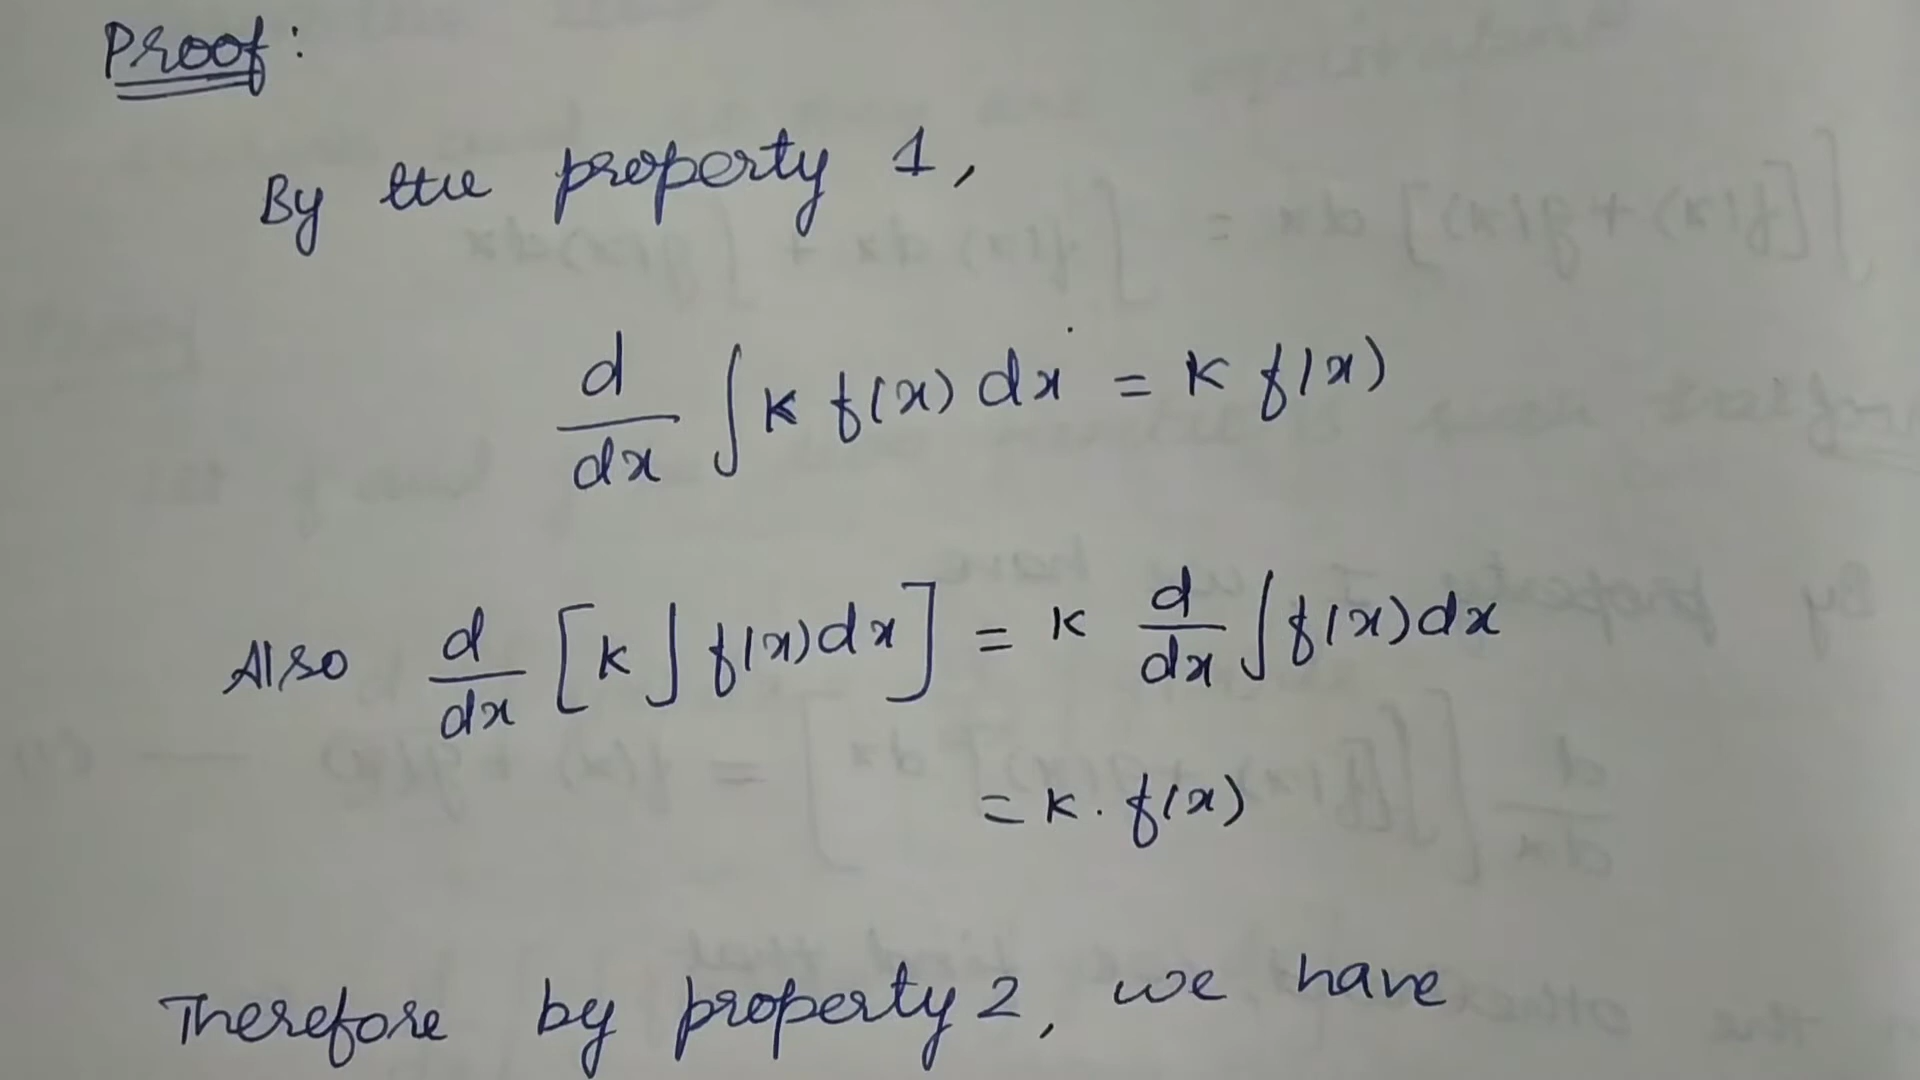 Proof:
By the property 1,
d/dx ∫ K f(x) dx = K f(x)
Also d/dx [K ∫ f(x) dx] = K d/dx ∫ f(x) dx
= K . f(x)
Therefore by property 2, we have